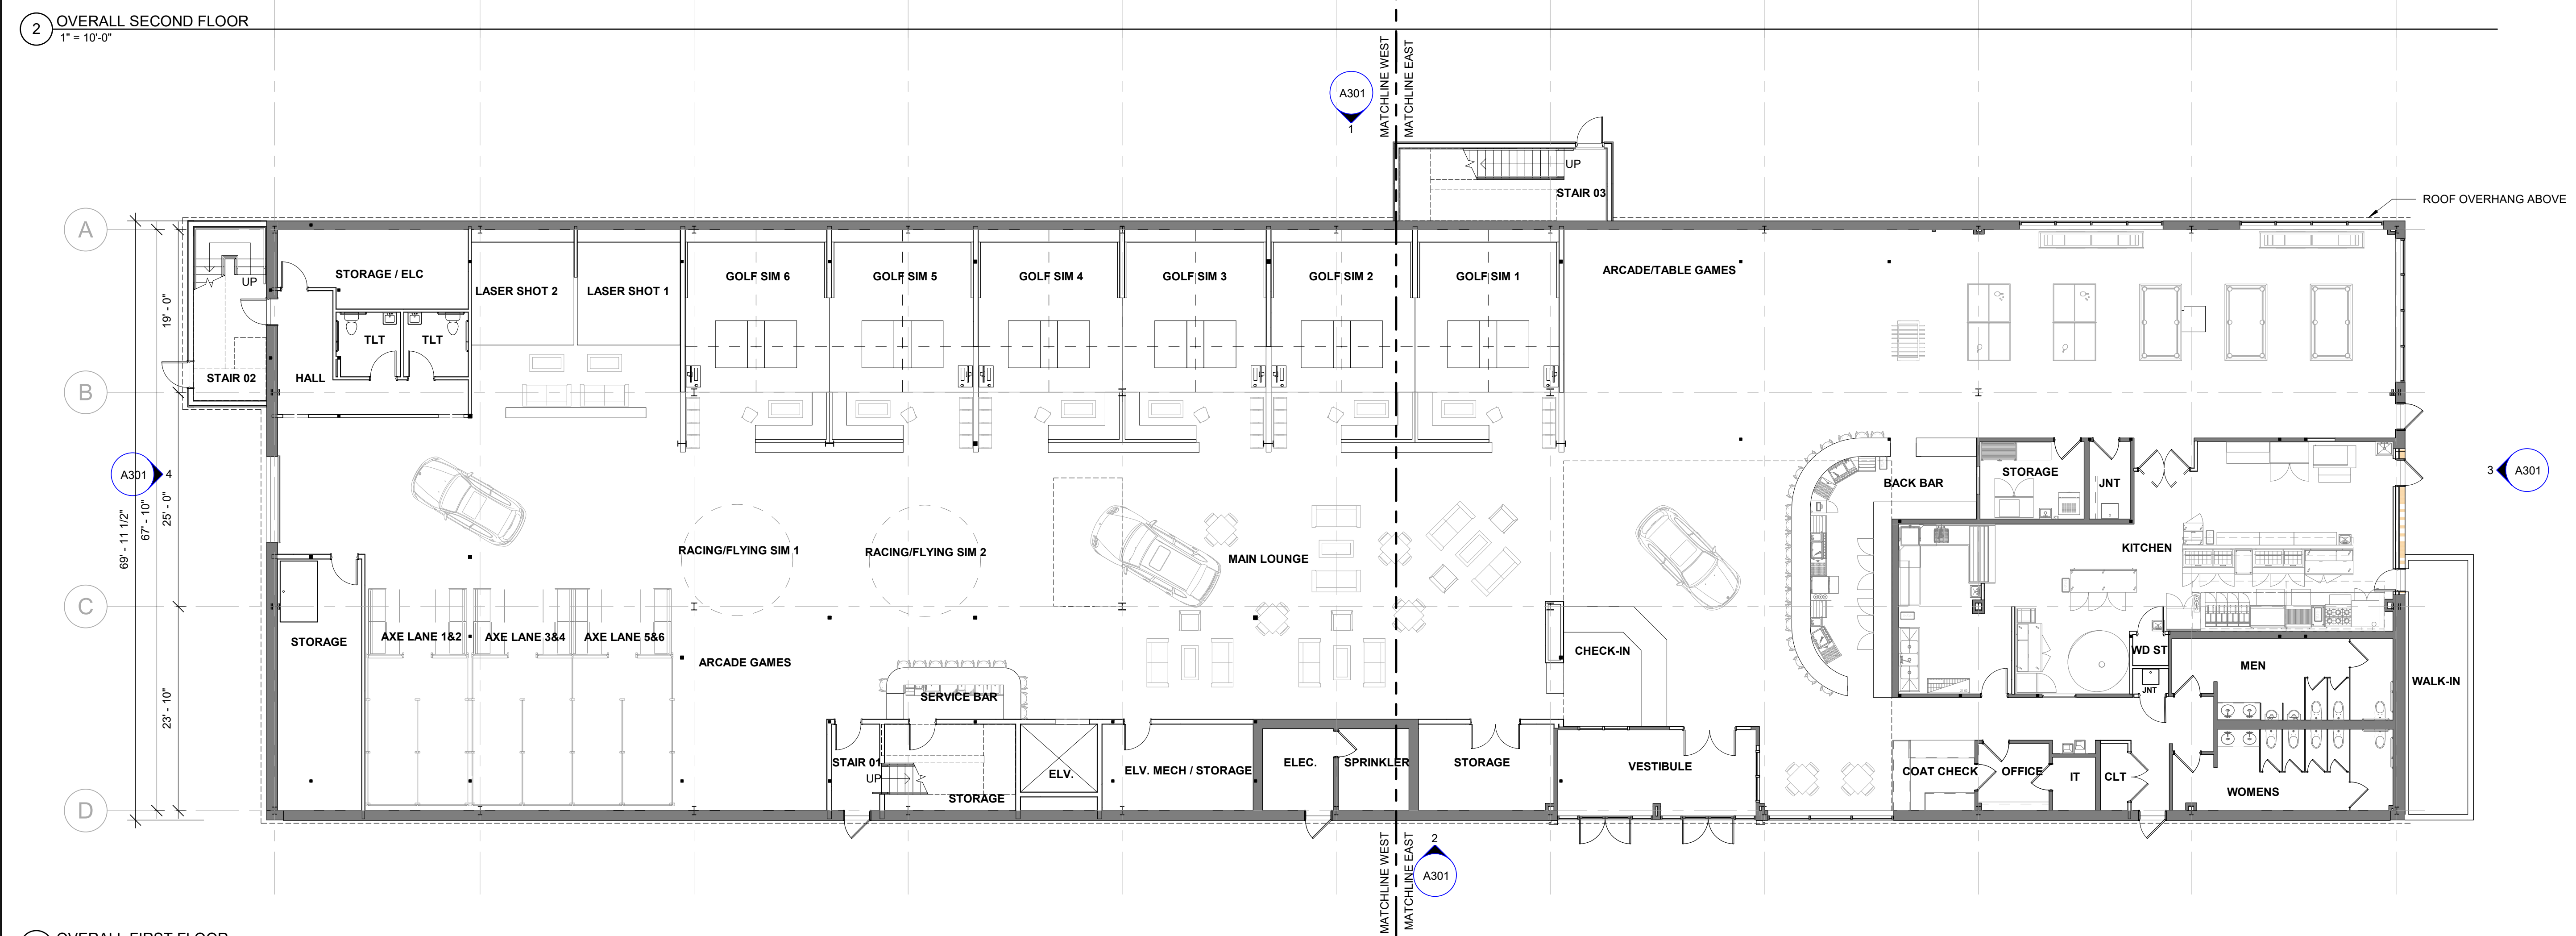 2
OVERALL SECOND FLOOR
1" = 10'-0"
MATCHLINE WEST
MATCHLINE EAST
A301
1
UP
STAIR 03
ROOF OVERHANG ABOVE
A
STORAGE / ELC
LASER SHOT 2
LASER SHOT 1
GOLF SIM 6
GOLF SIM 5
GOLF SIM 4
GOLF SIM 3
GOLF SIM 2
GOLF SIM 1
ARCADE/TABLE GAMES
UP
19' - 0"
TLT
TLT
STAIR 02
HALL
B
A301
4
69' - 11 1/2"
67' - 10"
25' - 0"
BACK BAR
STORAGE
JNT
3
A301
RACING/FLYING SIM 1
RACING/FLYING SIM 2
MAIN LOUNGE
KITCHEN
C
STORAGE
AXE LANE 1&2
AXE LANE 3&4
AXE LANE 5&6
ARCADE GAMES
SERVICE BAR
CHECK-IN
WD ST
JNT
MEN
WALK-IN
23' - 10"
STAIR 01
UP
STORAGE
ELV.
ELV. MECH / STORAGE
ELEC.
SPRINKLER
STORAGE
VESTIBULE
COAT CHECK
OFFICE
IT
CLT
WOMENS
D
2
A301
MATCHLINE WEST
MATCHLINE EAST
OVERALL FIRST FLOOR